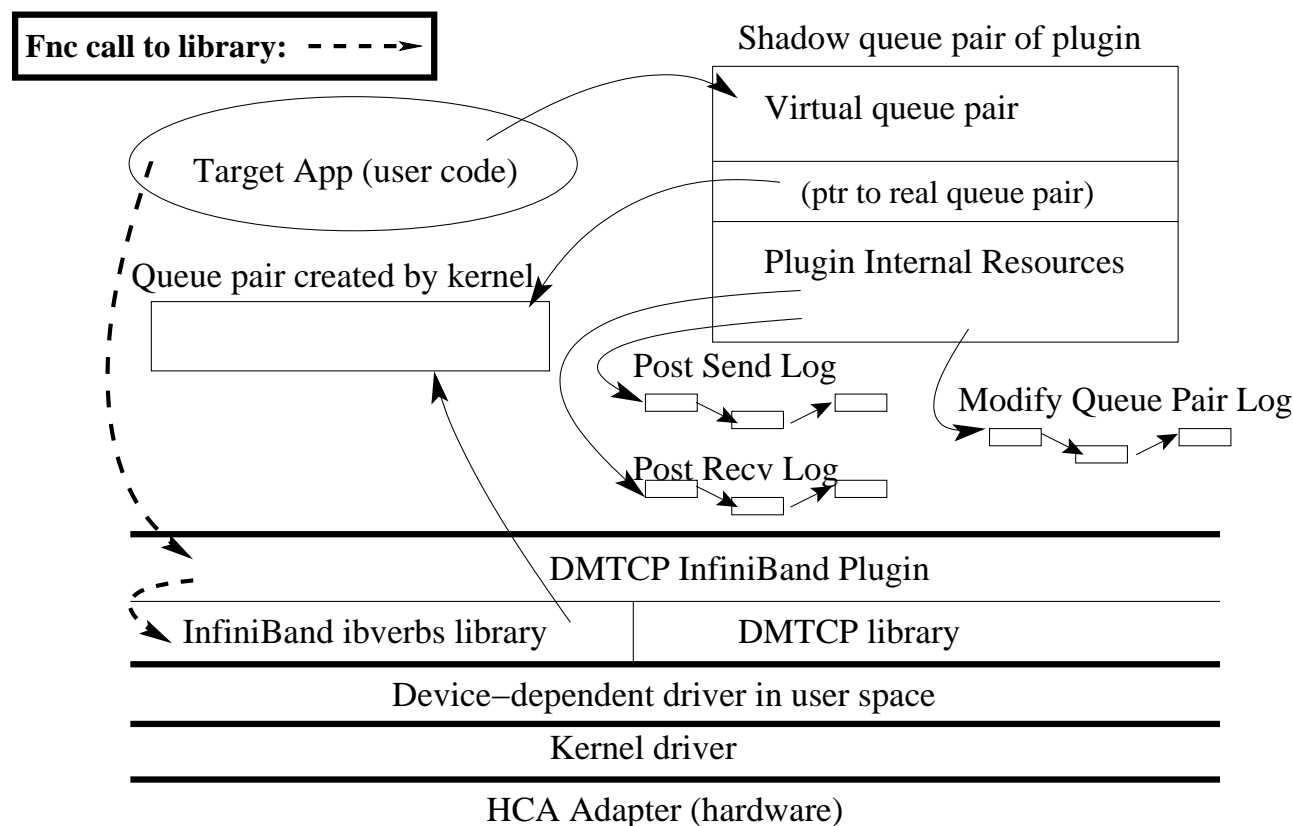 Fnc call to library:
Shadow queue pair of plugin
Virtual queue pair
Target App (user code)
(ptr to real queue pair)
Queue pair created by kernel
Plugin Internal Resources
Post Send Log
Modify Queue Pair Log
Post Recv Log
DMTCP InfiniBand Plugin
InfiniBand ibverbs library
DMTCP library
Device−dependent driver in user space
Kernel driver
HCA Adapter (hardware)